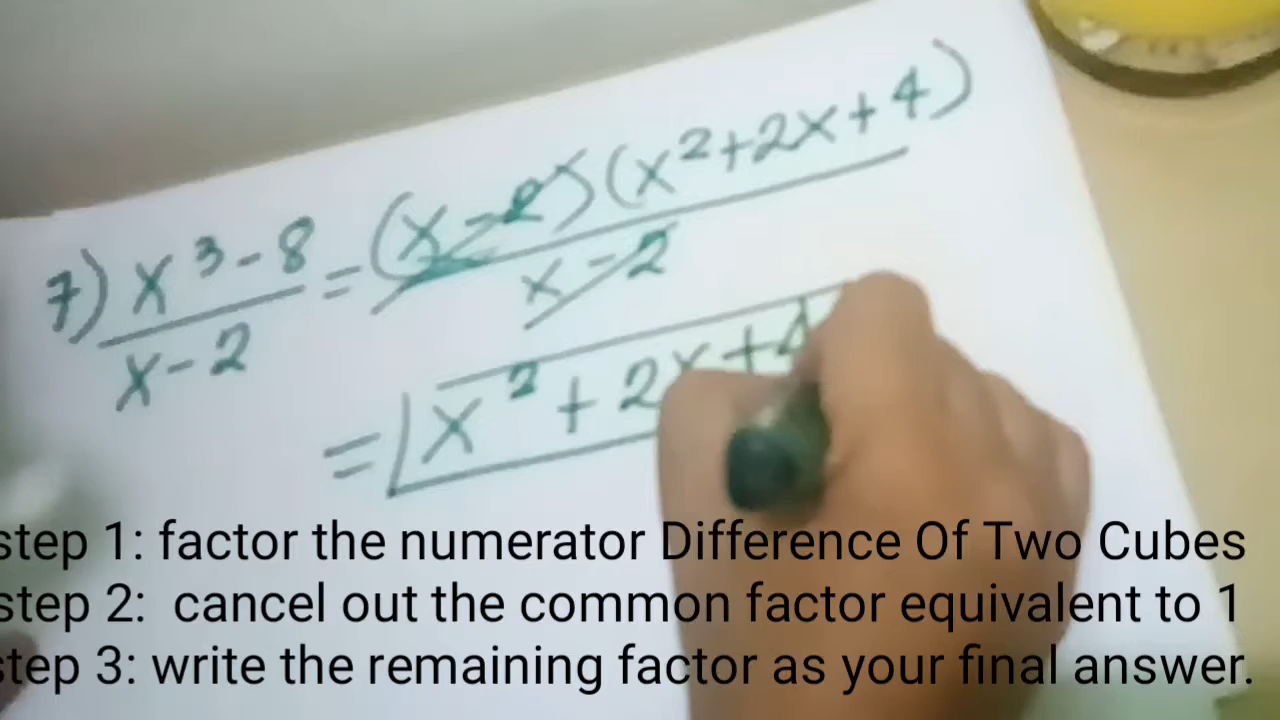 7) x³-8 = (x-2)(x²+2x+4)
x-2 x-2
= x² + 2x+4
step 1: factor the numerator Difference Of Two Cubes
step 2: cancel out the common factor equivalent to 1
step 3: write the remaining factor as your final answer.